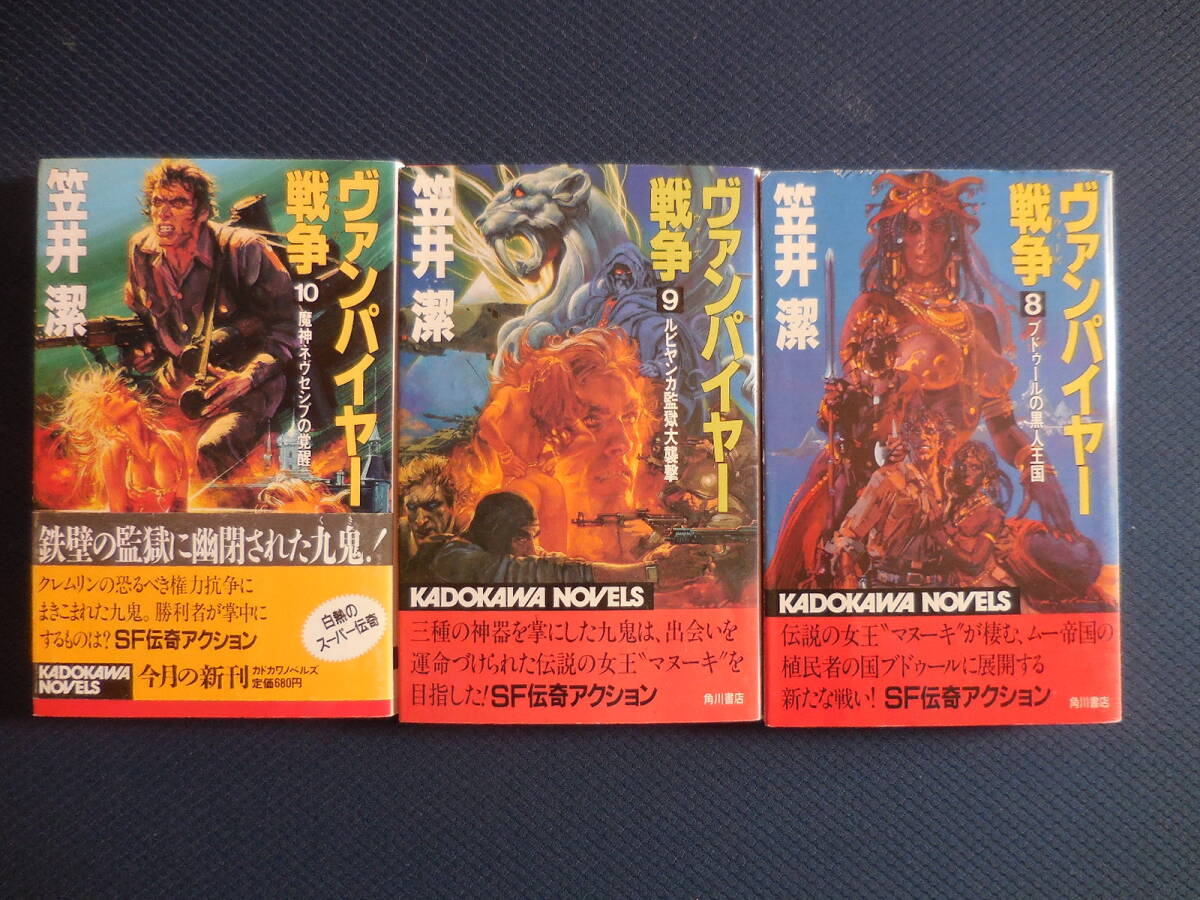 ヴァンパイヤー
戦争
10
魔神ネヴセシブの覚醒
笠井潔
鉄壁の監獄に幽閉された九鬼!
くき
クレムリンの恐るべき権力抗争に
まきこまれた九鬼。勝利者が掌中に
するものは?SF伝奇アクション
白熱の
スーパー伝奇
KADOKAWA
NOVELS
今月の新刊
カドカワノベルズ
定価680円
ヴァンパイヤー
戦争
ウォーズ
9
ルビヤンカ監獄大襲撃
笠井潔
KADOKAWA NOVELS
三種の神器を掌にした九鬼は、出会いを
運命づけられた伝説の女王〝マヌーキ〟を
目指した!SF伝奇アクション
角川書店
ヴァンパイヤー
戦争
ウォーズ
8
ブドゥールの黒人王国
笠井潔
KADOKAWA NOVELS
伝説の女王〝マヌーキ〟が棲む、ムー帝国の
植民者の国ブドゥールに展開する
新たな戦い!SF伝奇アクション
角川書店